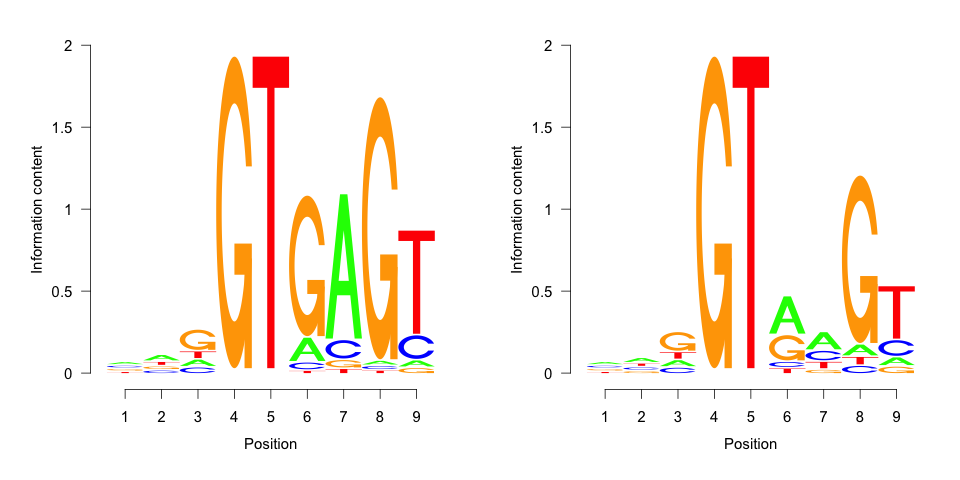 2
1.5
1
0.5
0
Information content
G T G A G T
G T A C G C
T A C G A
1 2 3 4 5 6 7 8 9
Position
2
1.5
1
0.5
0
Information content
G T A A G T
G T G C A C
T A C T T A
A C T G C G
1 2 3 4 5 6 7 8 9
Position